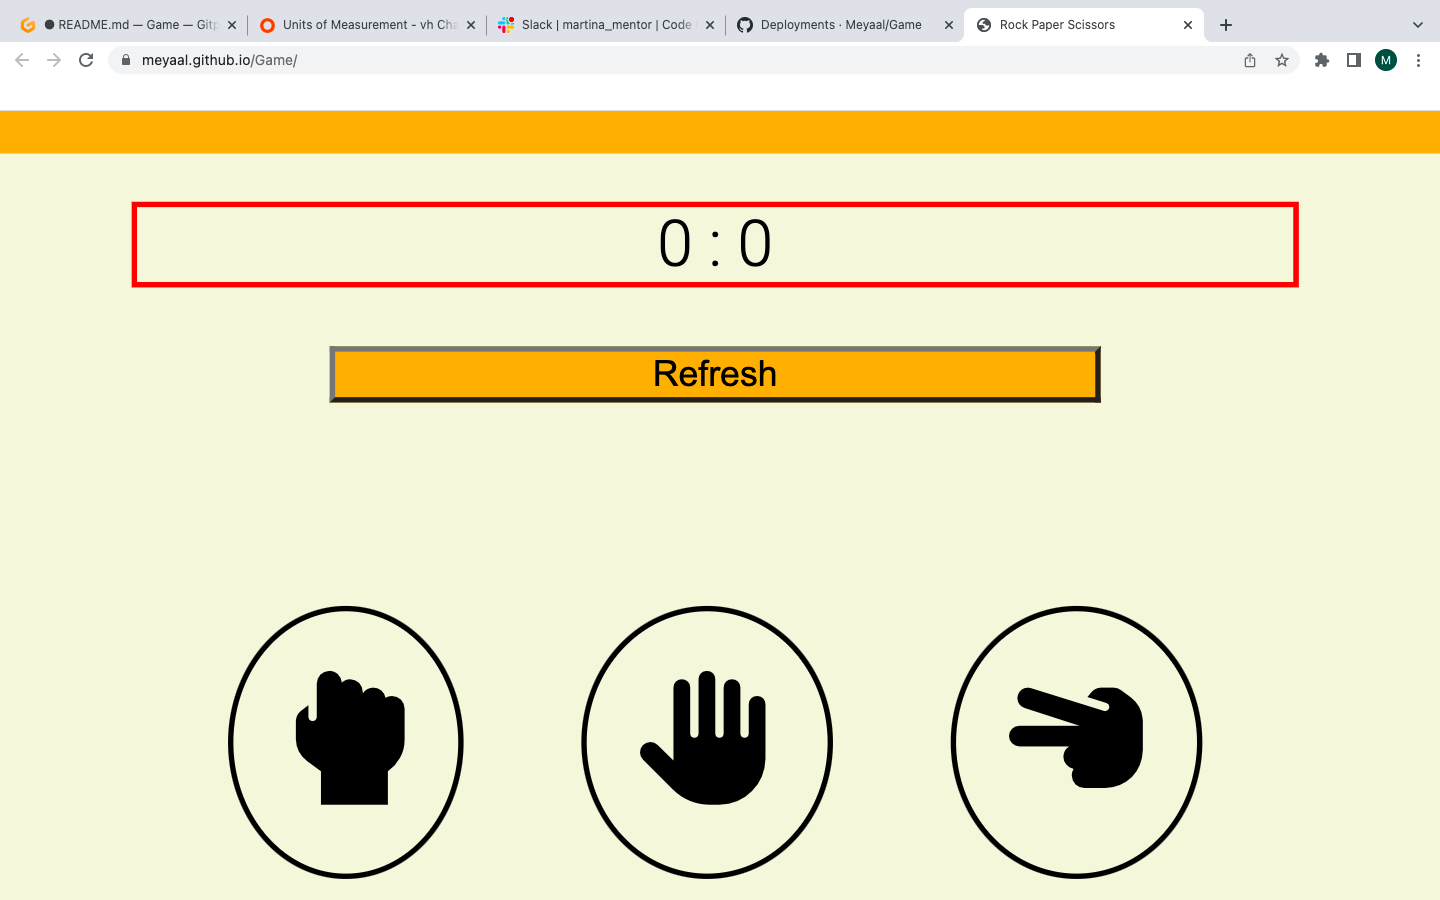 README.md — Game — Gitp
Units of Measurement - vh Cha
Slack | martina_mentor | Code
Deployments · Meyaal/Game
Rock Paper Scissors
meyaal.github.io/Game/
M
0 : 0
Refresh